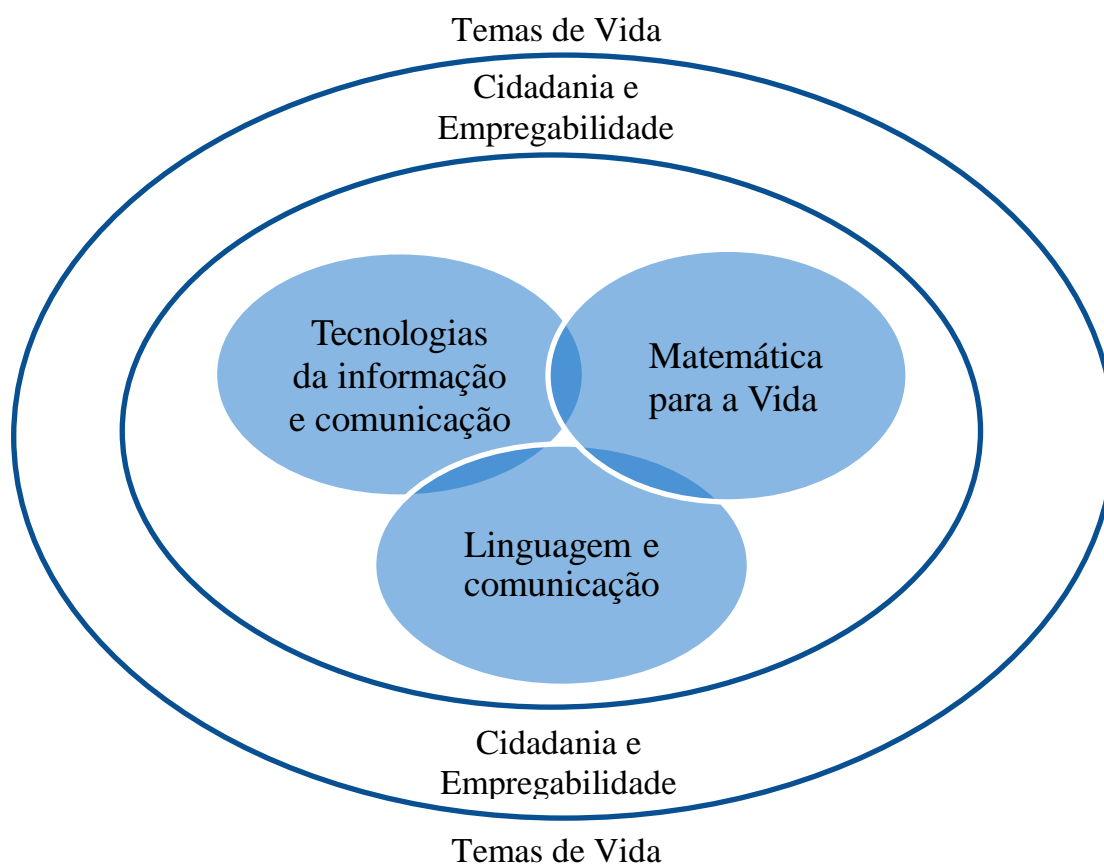 Temas de Vida
Cidadania e
Empregabilidade
Tecnologias
da informação
e comunicação
Matemática
para a Vida
Linguagem e
comunicação
Cidadania e
Empregabilidade
Temas de Vida